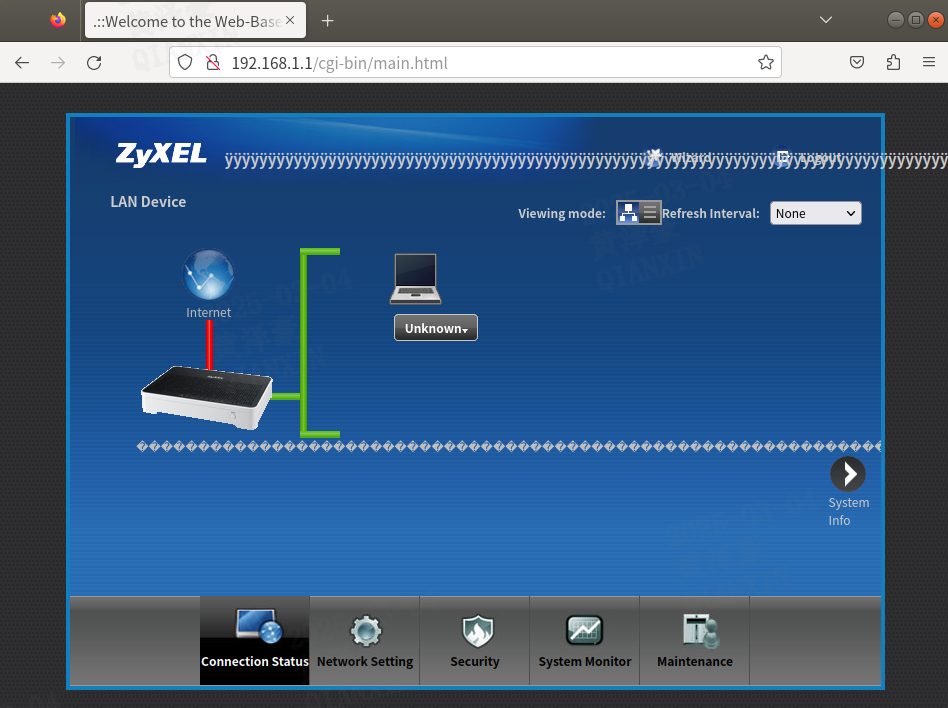 .::Welcome to the Web-Base
192.168.1.1/cgi-bin/main.html
ZyXEL
Wizard
Logout
LAN Device
Viewing mode:
Refresh Interval:
None
Internet
Unknown
System
Info
Connection Status
Network Setting
Security
System Monitor
Maintenance